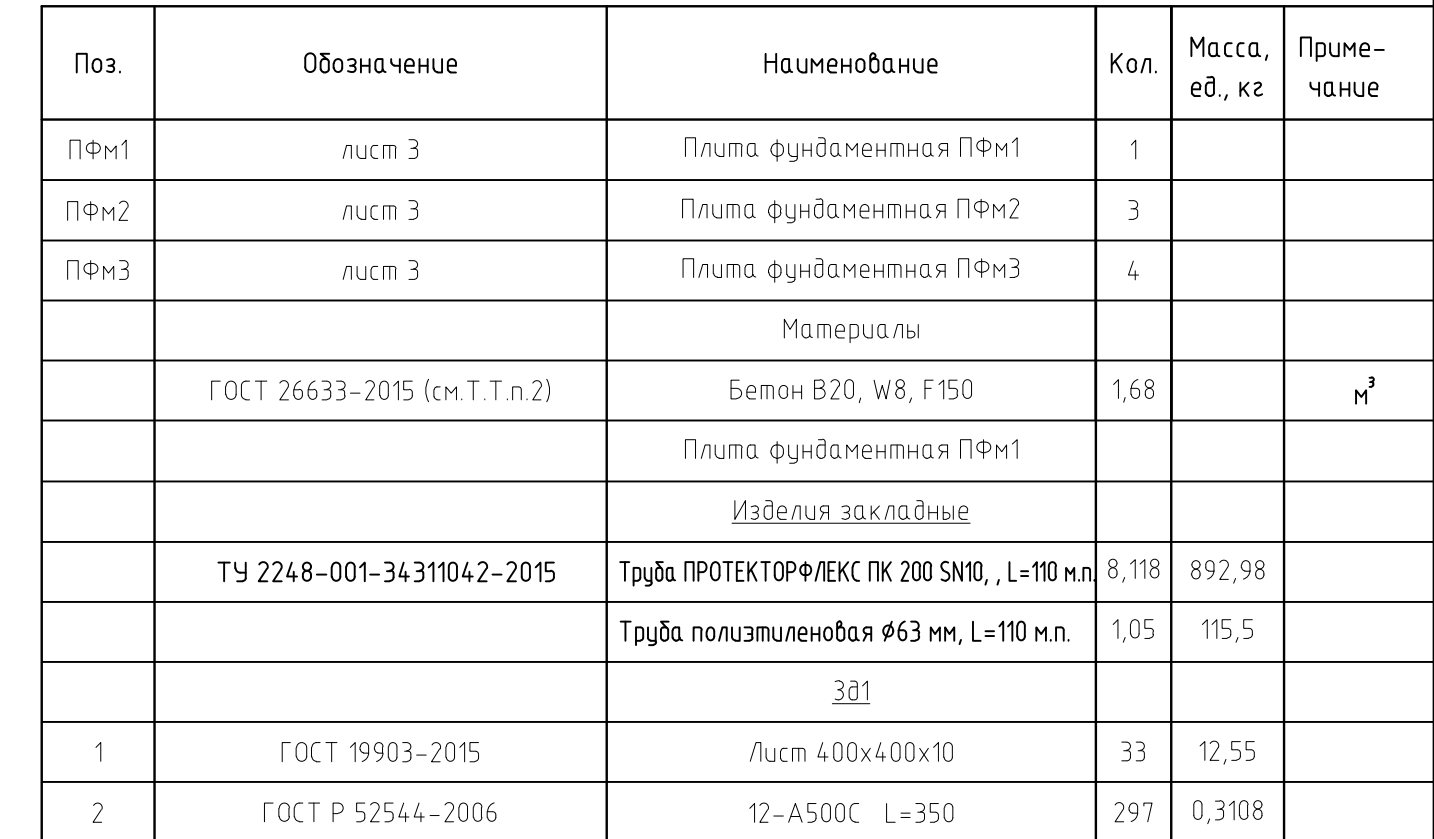 Поз. Обозначение Наименование Кол. Масса, ед., кг Приме-чание
ПФм1 лист 3 Плита фундаментная ПФм1 1
ПФм2 лист 3 Плита фундаментная ПФм2 3
ПФм3 лист 3 Плита фундаментная ПФм3 4
Материалы
ГОСТ 26633-2015 (см.Т.Т.п.2) Бетон В20, W8, F150 1,68 м³
Плита фундаментная ПФм1
Изделия закладные
ТУ 2248-001-34311042-2015 Труба ПРОТЕКТОРФЛЕКС ПК 200 SN10, , L=110 м.п. 8,118 892,98
Труба полиэтиленовая Ø63 мм, L=110 м.п. 1,05 115,5
Зд1
1 ГОСТ 19903-2015 Лист 400х400х10 33 12,55
2 ГОСТ Р 52544-2006 12-А500С L=350 297 0,3108